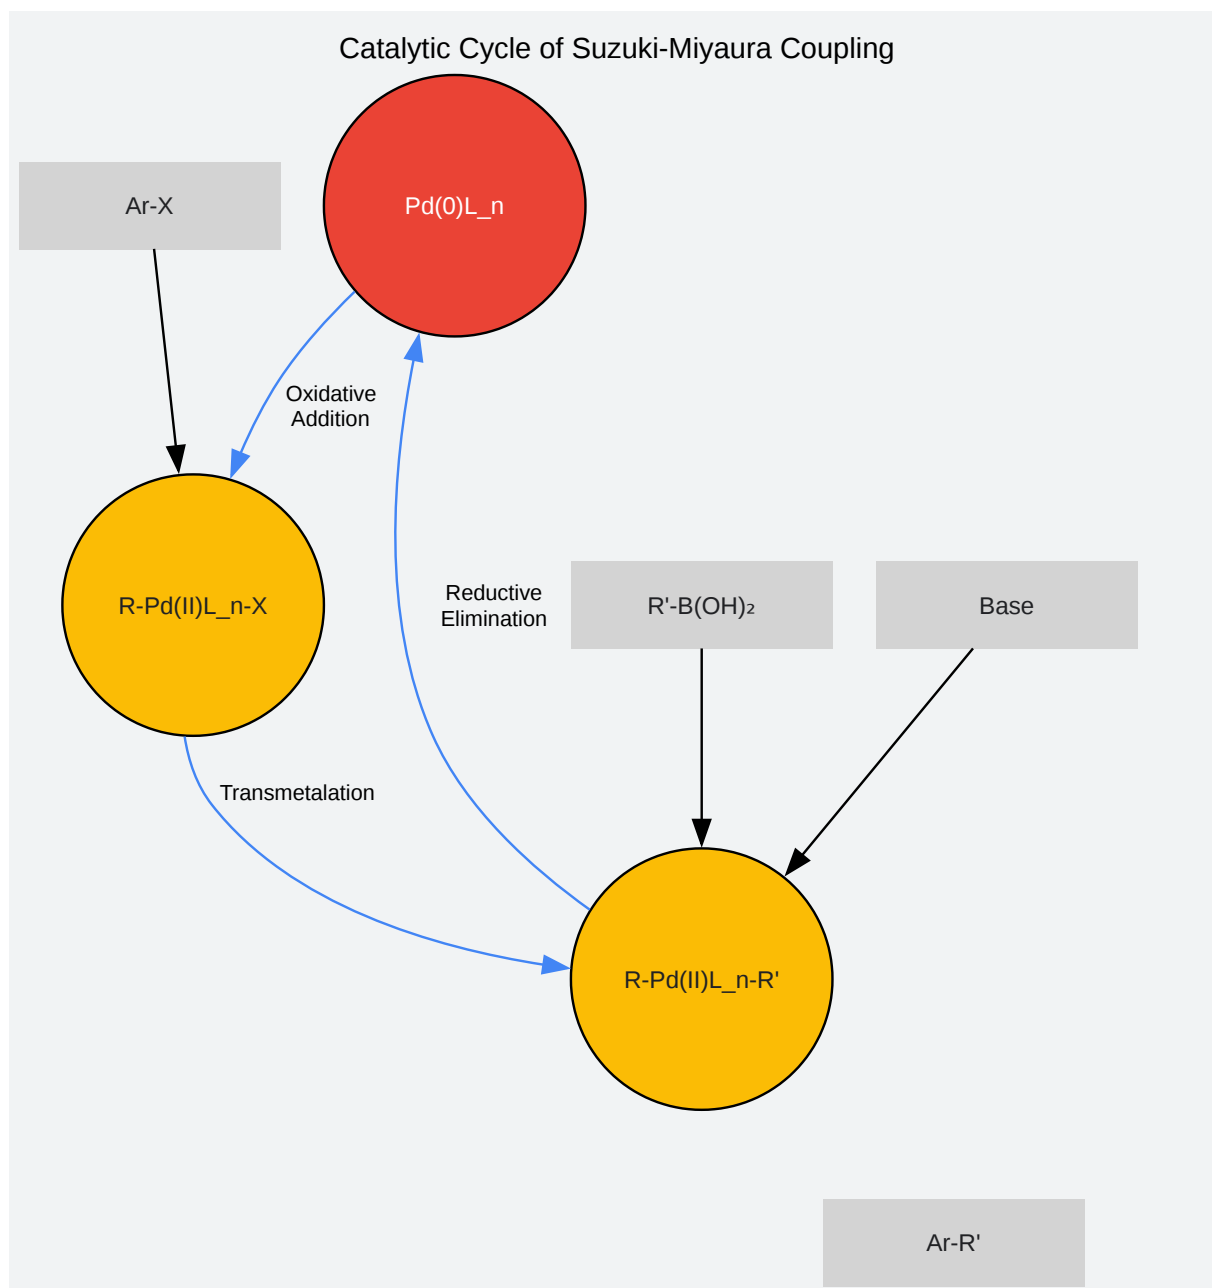 Catalytic Cycle of Suzuki-Miyaura Coupling
Ar-X
Pd(0)L_n
Oxidative
Addition
R-Pd(II)L_n-X
Reductive
Elimination
R'-B(OH)₂
Base
Transmetalation
R-Pd(II)L_n-R'
Ar-R'